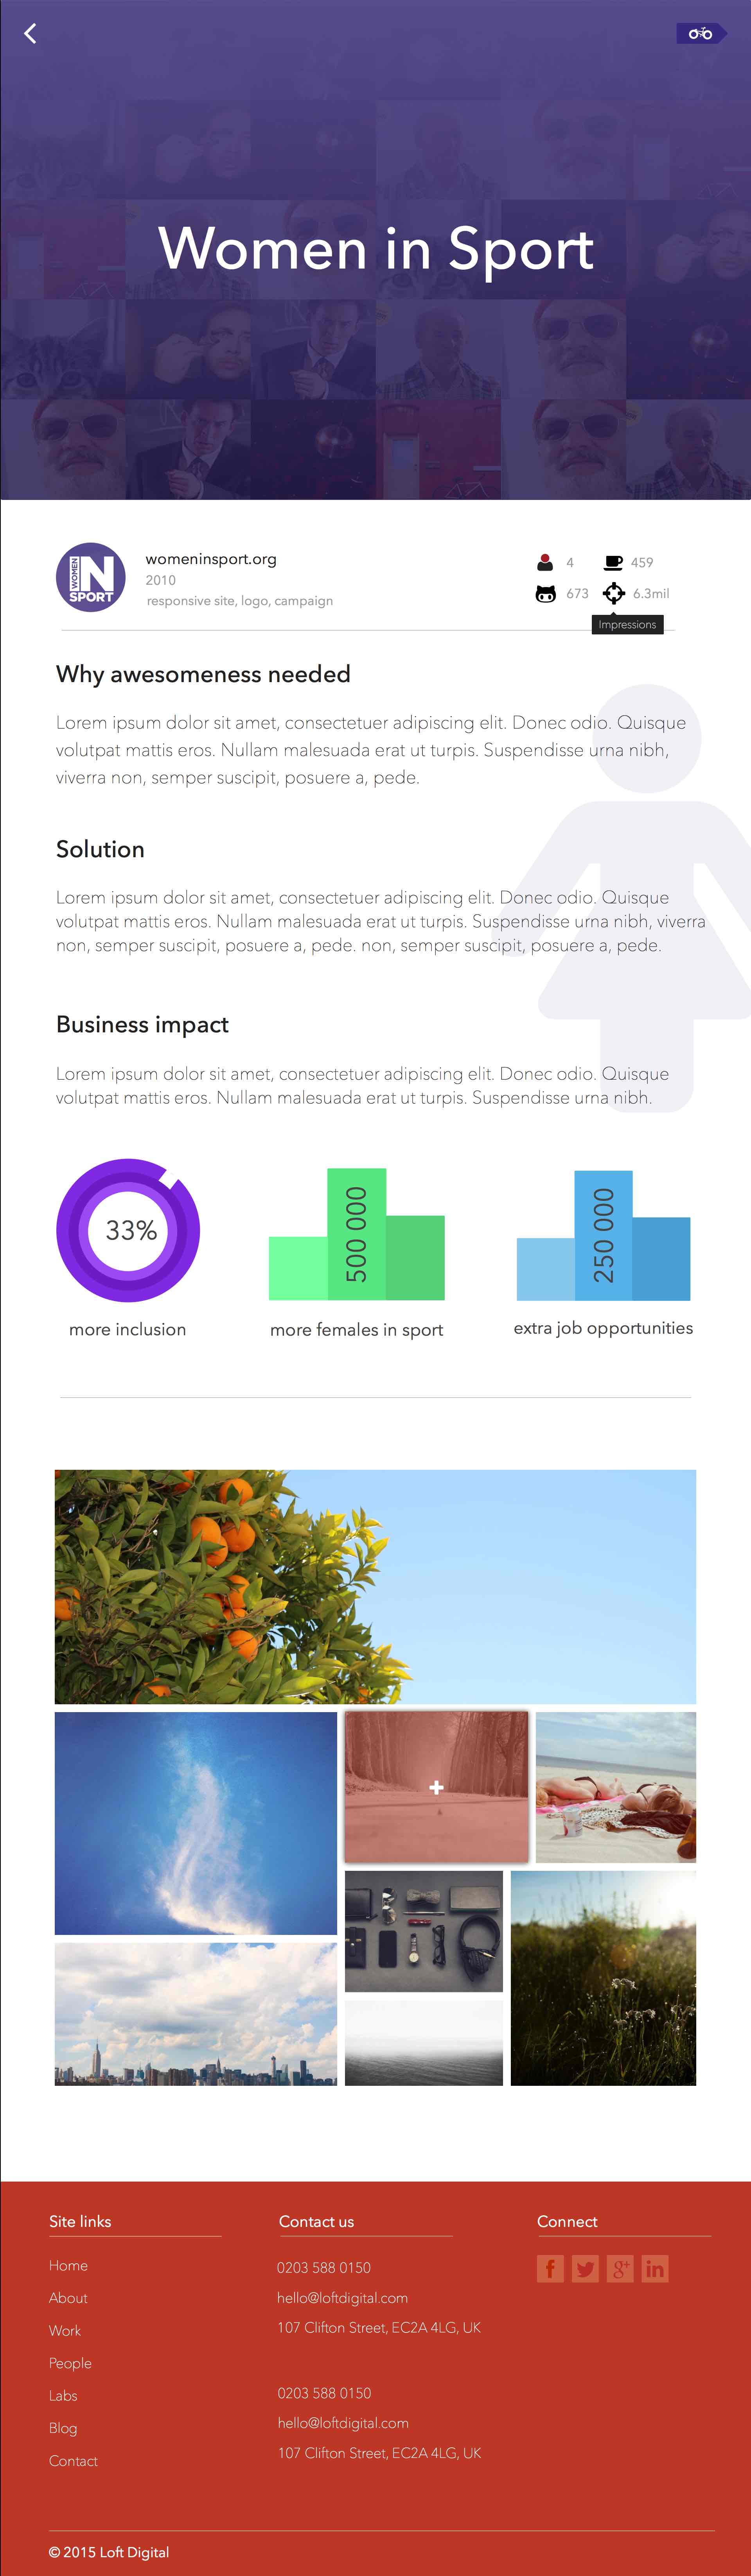 Women in Sport
WOMEN
IN
SPORT
womeninsport.org
2010
responsive site, logo, campaign
4
459
673
6.3mil
Impressions
Why awesomeness needed
Lorem ipsum dolor sit amet, consectetuer adipiscing elit. Donec odio. Quisque
volutpat mattis eros. Nullam malesuada erat ut turpis. Suspendisse urna nibh,
viverra non, semper suscipit, posuere a, pede.
Solution
Lorem ipsum dolor sit amet, consectetuer adipiscing elit. Donec odio. Quisque
volutpat mattis eros. Nullam malesuada erat ut turpis. Suspendisse urna nibh, viverra
non, semper suscipit, posuere a, pede. non, semper suscipit, posuere a, pede.
Business impact
Lorem ipsum dolor sit amet, consectetuer adipiscing elit. Donec odio. Quisque
volutpat mattis eros. Nullam malesuada erat ut turpis. Suspendisse urna nibh.
33%
more inclusion
500 000
more females in sport
250 000
extra job opportunities
Site links
Home
About
Work
People
Labs
Blog
Contact
Contact us
0203 588 0150
hello@loftdigital.com
107 Clifton Street, EC2A 4LG, UK
0203 588 0150
hello@loftdigital.com
107 Clifton Street, EC2A 4LG, UK
Connect
f
g+
in
© 2015 Loft Digital